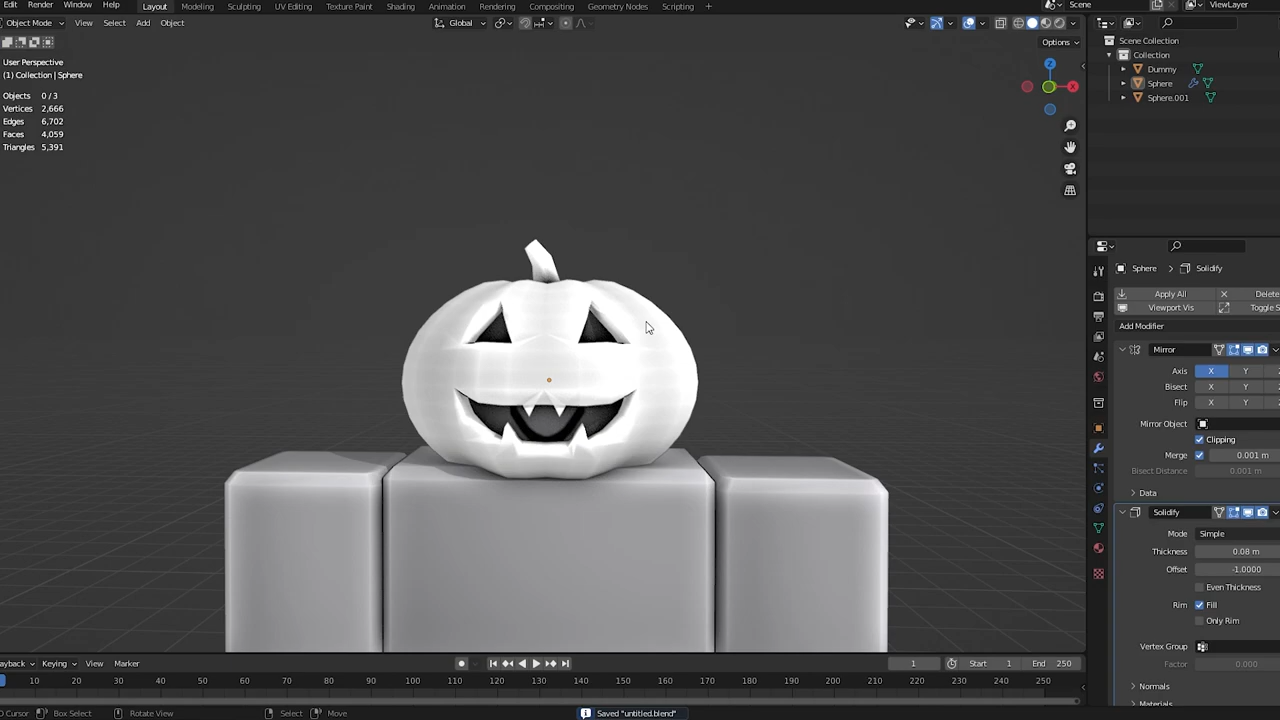 Edit Render Window Help Layout Modeling Sculpting UV Editing Texture Paint Shading Animation Rendering Compositing Geometry Nodes Scripting + Scene ViewLayer
Object Mode View Select Add Object Global
Options
User Perspective
(1) Collection | Sphere
Objects 0 / 3
Vertices 2,666
Edges 6,702
Faces 4,059
Triangles 5,391
Z
X
Scene Collection
Collection
Dummy
Sphere
Sphere.001
Sphere > Solidify
Apply All Delete
Viewport Vis Toggle S
Add Modifier
Mirror
Axis X Y
Bisect X Y
Flip X Y
Mirror Object
Clipping
Merge 0.001 m
Bisect Distance 0.001 m
Data
Solidify
Mode Simple
Thickness 0.08 m
Offset -1.0000
Even Thickness
Rim Fill
Only Rim
Vertex Group
Factor 0.000
Normals
Materials
ayback Keying View Marker 1 Start 1 End 250
10 20 30 40 50 60 70 80 90 100 110 120 130 140 150 160 170 180 190 200 210 220 230 240 250
D Cursor Box Select Rotate View Select Move Saved "untitled.blend"